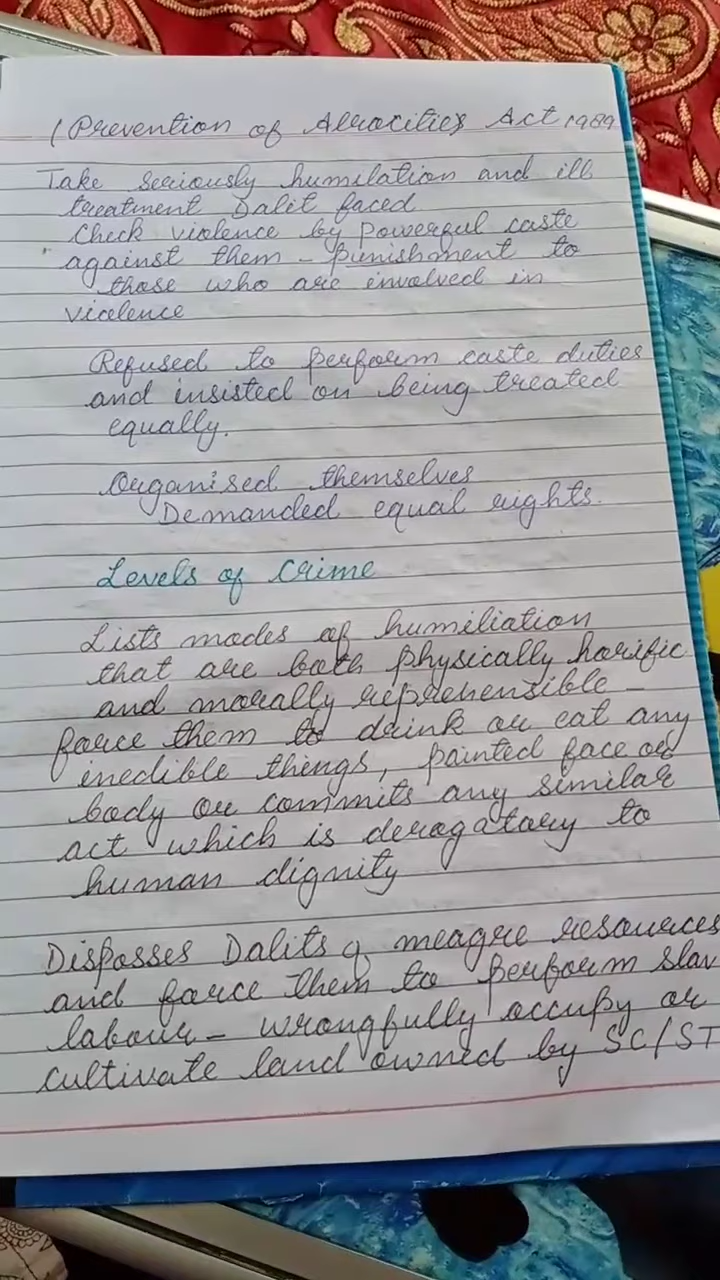 (Prevention of Atrocities Act 1989
Take seriously humilation and ill
treatment Dalit faced
Check violence by powerful caste
against them - punishment to
those who are involved in
violence
Refused to perform caste duties
and insisted on being treated
equally.
Organised themselves
Demanded equal rights.
Levels of Crime
Lists modes of humiliation
that are both physically horific
and morally reprehensible -
force them to drink or eat any
inedible things, painted face or
body or commits any similar
act which is derogatory to
human dignity
Disposses Dalits of meagre resources
and force them to perform slav
labour - wrongfully occupy or
cultivate land owned by SC/ST